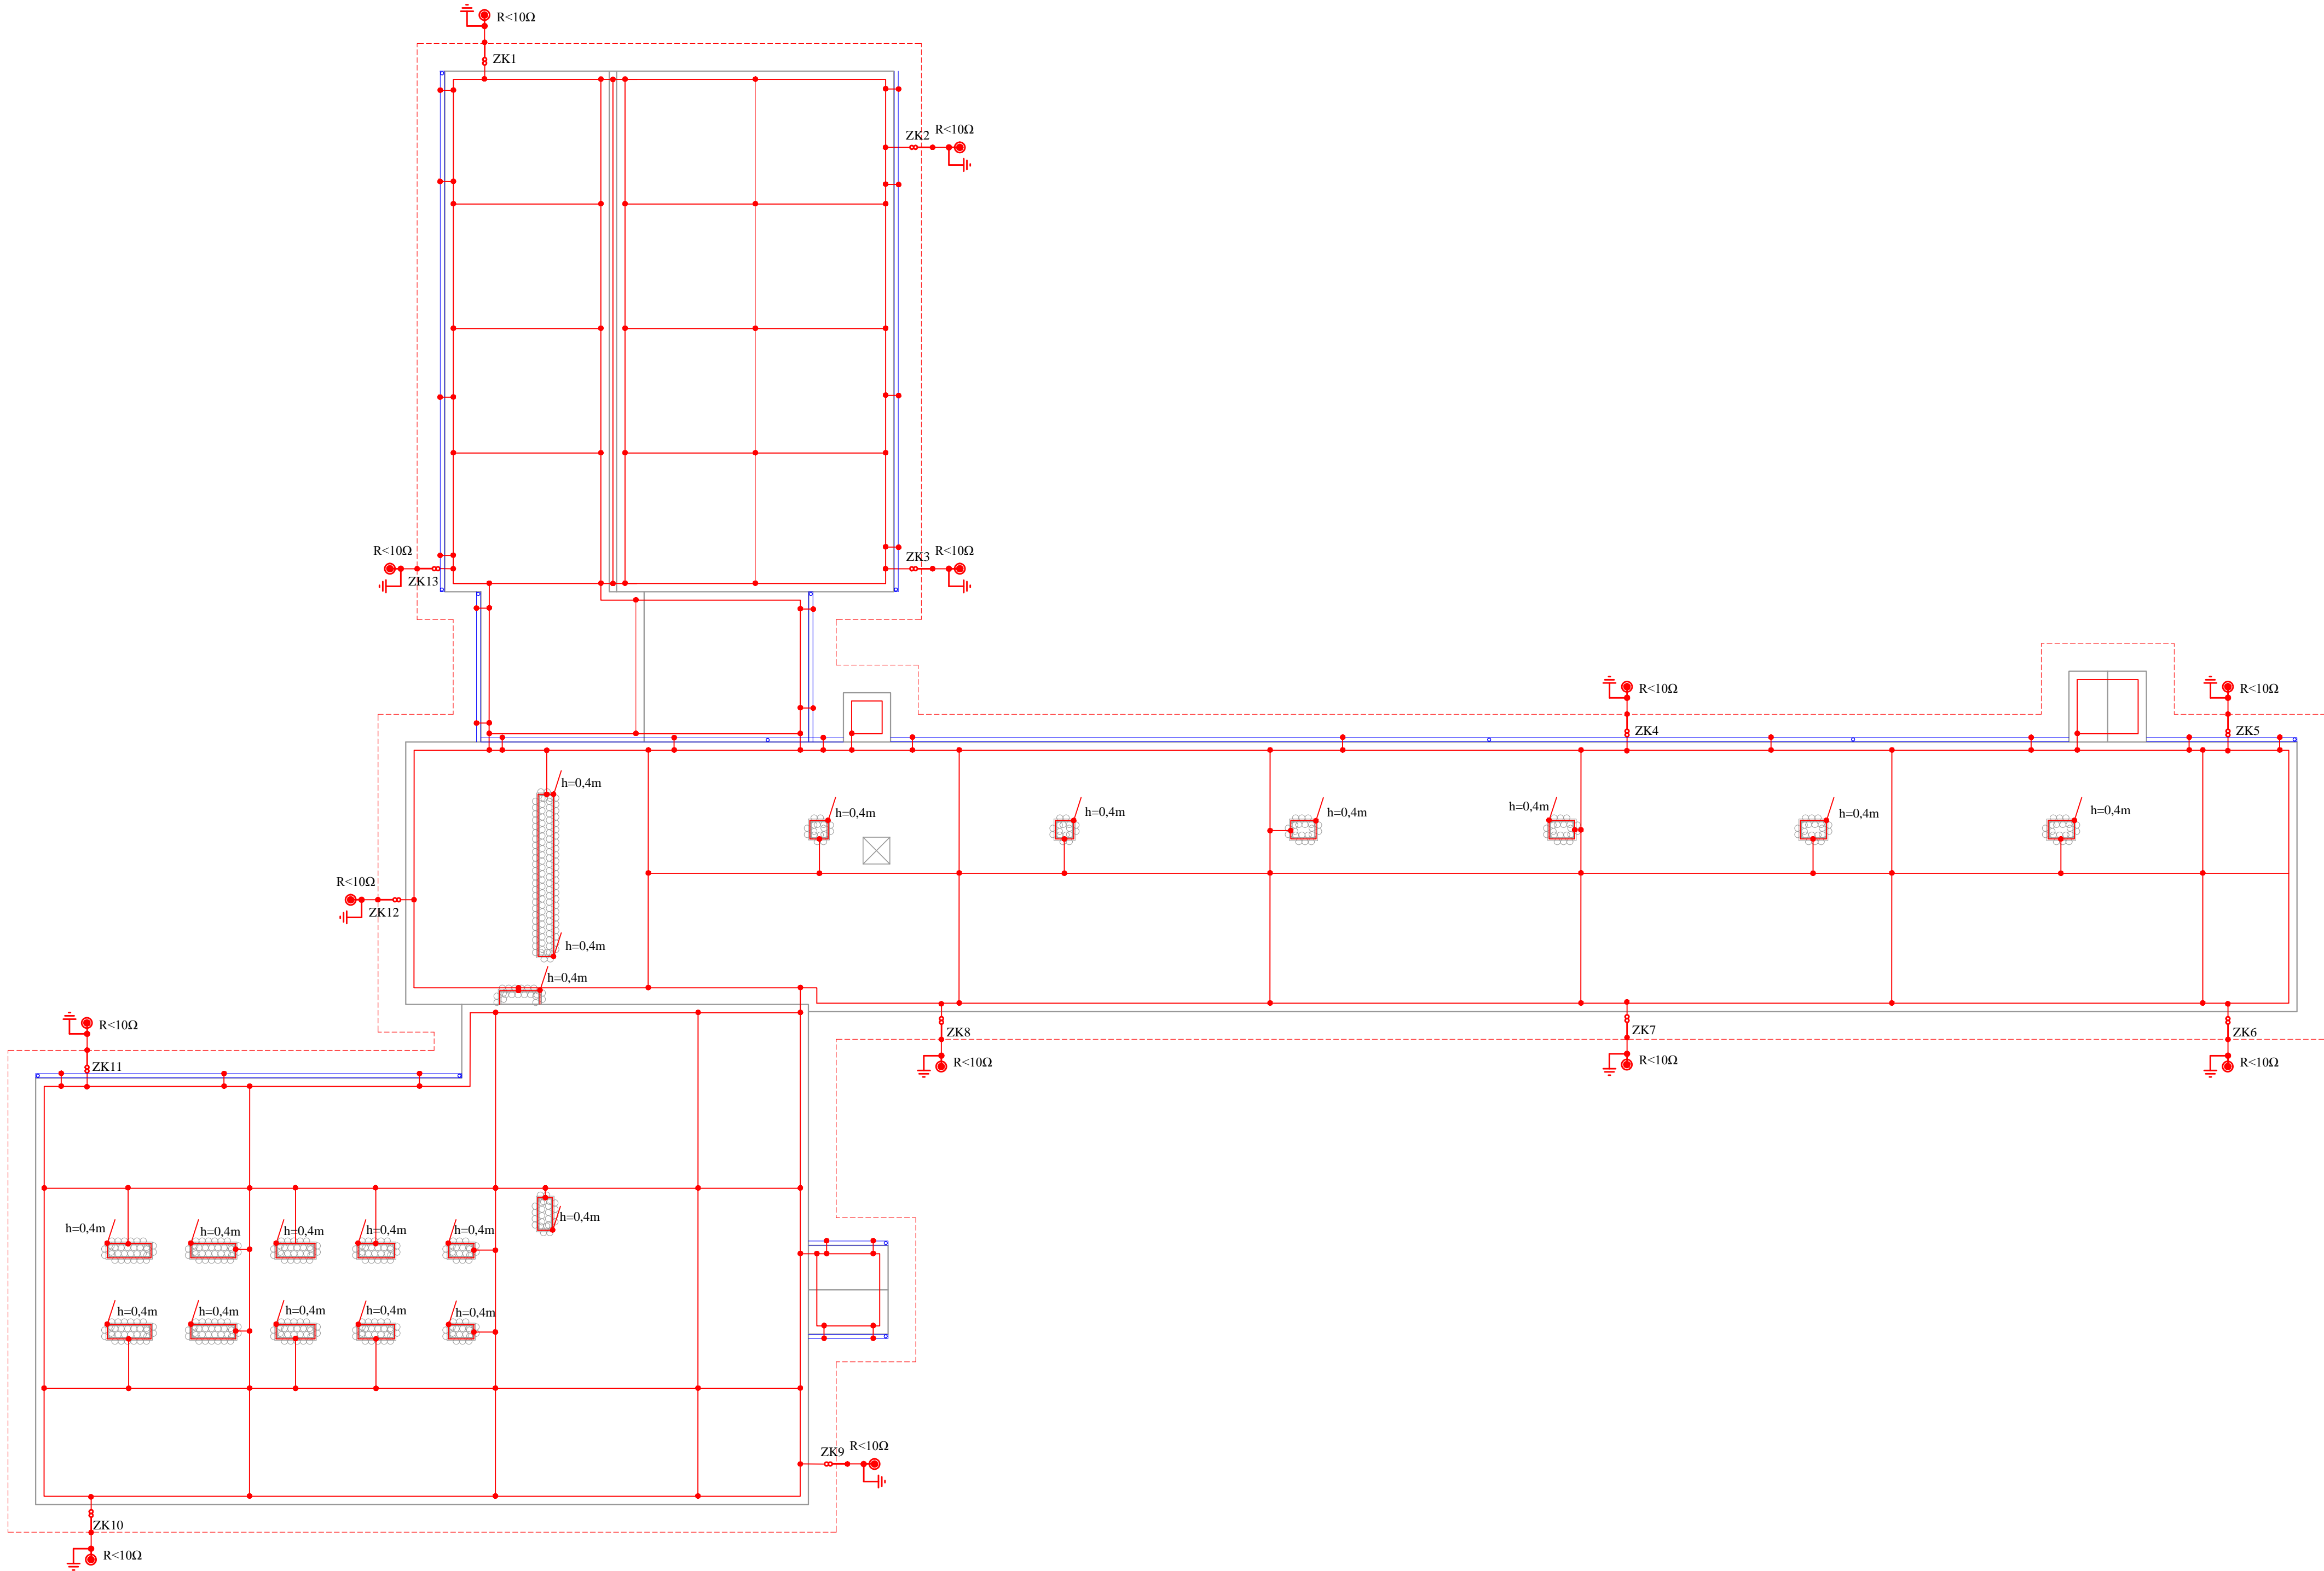 R<10Ω
ZK1
R<10Ω
ZK2
R<10Ω
R<10Ω
ZK3
ZK13
R<10Ω
R<10Ω
ZK4
ZK5
h=0,4m
h=0,4m
h=0,4m
h=0,4m
h=0,4m
h=0,4m
h=0,4m
R<10Ω
ZK12
h=0,4m
h=0,4m
R<10Ω
ZK8
ZK7
ZK6
R<10Ω
R<10Ω
R<10Ω
ZK11
h=0,4m
h=0,4m
h=0,4m
h=0,4m
h=0,4m
h=0,4m
h=0,4m
h=0,4m
h=0,4m
h=0,4m
h=0,4m
R<10Ω
ZK9
ZK10
R<10Ω